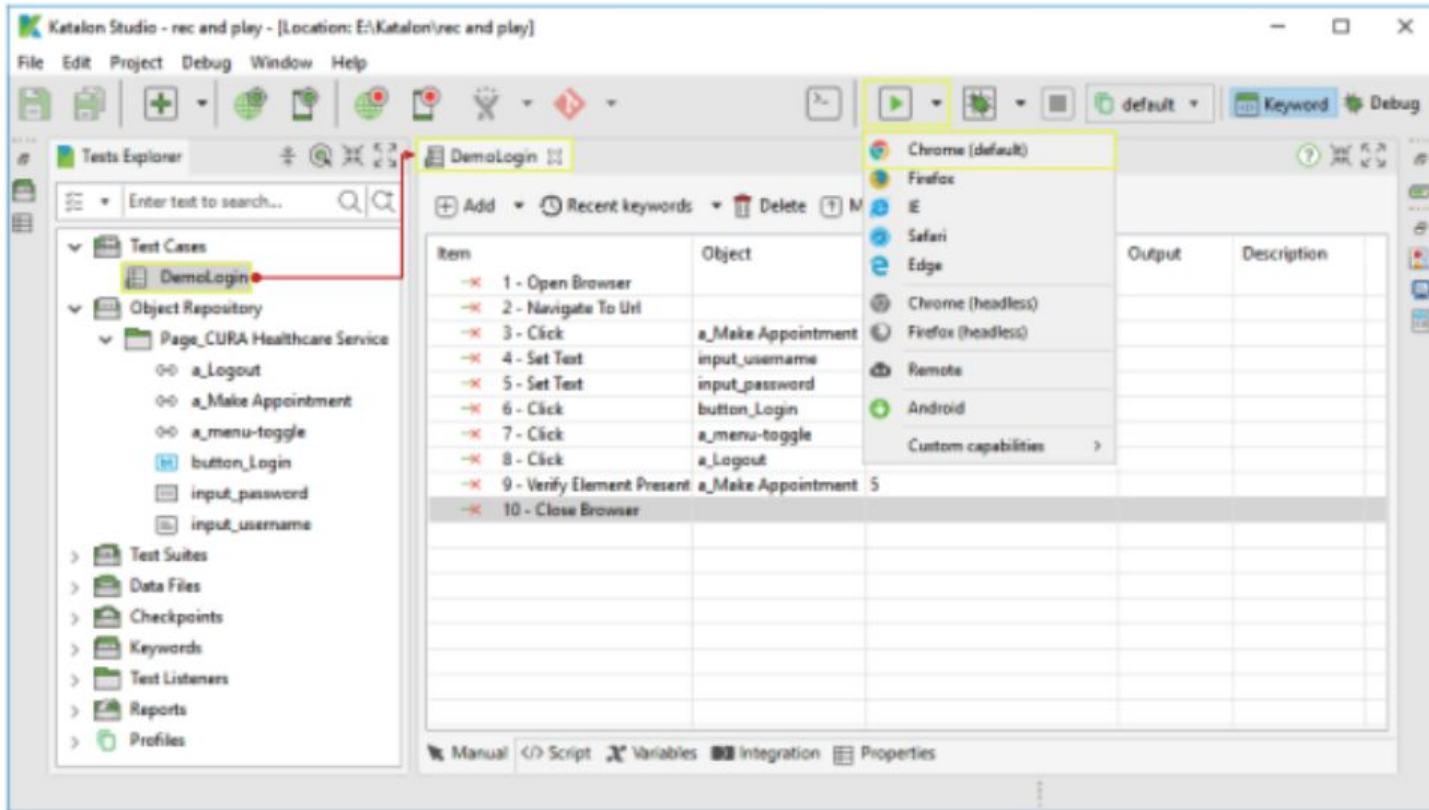 Katalon Studio - rec and play - [Location: E:\Katalon\rec and play]
File Edit Project Debug Window Help
default Keyword Debug
Tests Explorer
Enter text to search...
Test Cases
DemoLogin
Object Repository
Page_CURA Healthcare Service
a_Logout
a_Make Appointment
a_menu-toggle
button_Login
input_password
input_username
Test Suites
Data Files
Checkpoints
Keywords
Test Listeners
Reports
Profiles
DemoLogin
Add Recent keywords Delete M
Item Object Output Description
1 - Open Browser
2 - Navigate To Url
3 - Click a_Make Appointment
4 - Set Text input_username
5 - Set Text input_password
6 - Click button_Login
7 - Click a_menu-toggle
8 - Click a_Logout
9 - Verify Element Present a_Make Appointment 5
10 - Close Browser
Chrome (default)
Firefox
IE
Safari
Edge
Chrome (headless)
Firefox (headless)
Remote
Android
Custom capabilities
Manual </> Script Variables Integration Properties